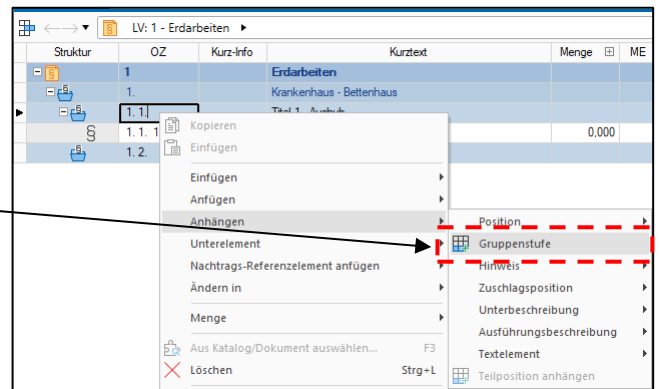 LV: 1 - Erdarbeiten
Struktur OZ Kurz-Info Kurztext Menge ME
1 Erdarbeiten
1. Krankenhaus - Bettenhaus
1. 1. Titel 1 - Aushub
§ 1. 1. 1 0,000
1. 2.
Kopieren
Einfügen
Einfügen
Anfügen
Anhängen
Unterelement
Nachtrags-Referenzelement anfügen
Ändern in
Menge
Aus Katalog/Dokument auswählen... F3
Löschen Strg+L
Position
Gruppenstufe
Hinweis
Zuschlagsposition
Unterbeschreibung
Ausführungsbeschreibung
Textelement
Teilposition anhängen